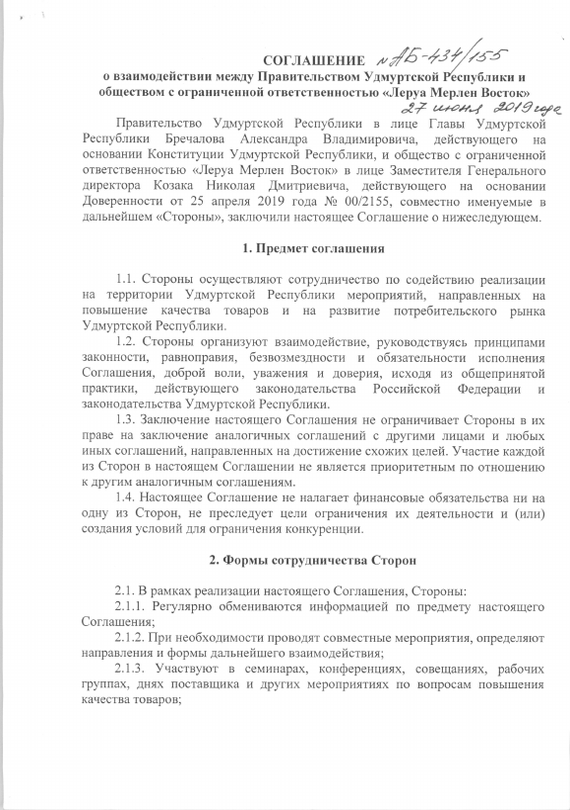 СОГЛАШЕНИЕ № АБ-434/155
о взаимодействии между Правительством Удмуртской Республики и
обществом с ограниченной ответственностью «Леруа Мерлен Восток»
27 июня 2019 года
Правительство Удмуртской Республики в лице Главы Удмуртской
Республики Бречалова Александра Владимировича, действующего на
основании Конституции Удмуртской Республики, и общество с ограниченной
ответственностью «Леруа Мерлен Восток» в лице Заместителя Генерального
директора Козака Николая Дмитриевича, действующего на основании
Доверенности от 25 апреля 2019 года № 00/2155, совместно именуемые в
дальнейшем «Стороны», заключили настоящее Соглашение о нижеследующем.
1. Предмет соглашения
1.1. Стороны осуществляют сотрудничество по содействию реализации
на территории Удмуртской Республики мероприятий, направленных на
повышение качества товаров и на развитие потребительского рынка
Удмуртской Республики.
1.2. Стороны организуют взаимодействие, руководствуясь принципами
законности, равноправия, безвозмездности и обязательности исполнения
Соглашения, доброй воли, уважения и доверия, исходя из общепринятой
практики, действующего законодательства Российской Федерации и
законодательства Удмуртской Республики.
1.3. Заключение настоящего Соглашения не ограничивает Стороны в их
праве на заключение аналогичных соглашений с другими лицами и любых
иных соглашений, направленных на достижение схожих целей. Участие каждой
из Сторон в настоящем Соглашении не является приоритетным по отношению
к другим аналогичным соглашениям.
1.4. Настоящее Соглашение не налагает финансовые обязательства ни на
одну из Сторон, не преследует цели ограничения их деятельности и (или)
создания условий для ограничения конкуренции.
2. Формы сотрудничества Сторон
2.1. В рамках реализации настоящего Соглашения, Стороны:
2.1.1. Регулярно обмениваются информацией по предмету настоящего
Соглашения;
2.1.2. При необходимости проводят совместные мероприятия, определяют
направления и формы дальнейшего взаимодействия;
2.1.3. Участвуют в семинарах, конференциях, совещаниях, рабочих
группах, днях поставщика и других мероприятиях по вопросам повышения
качества товаров;